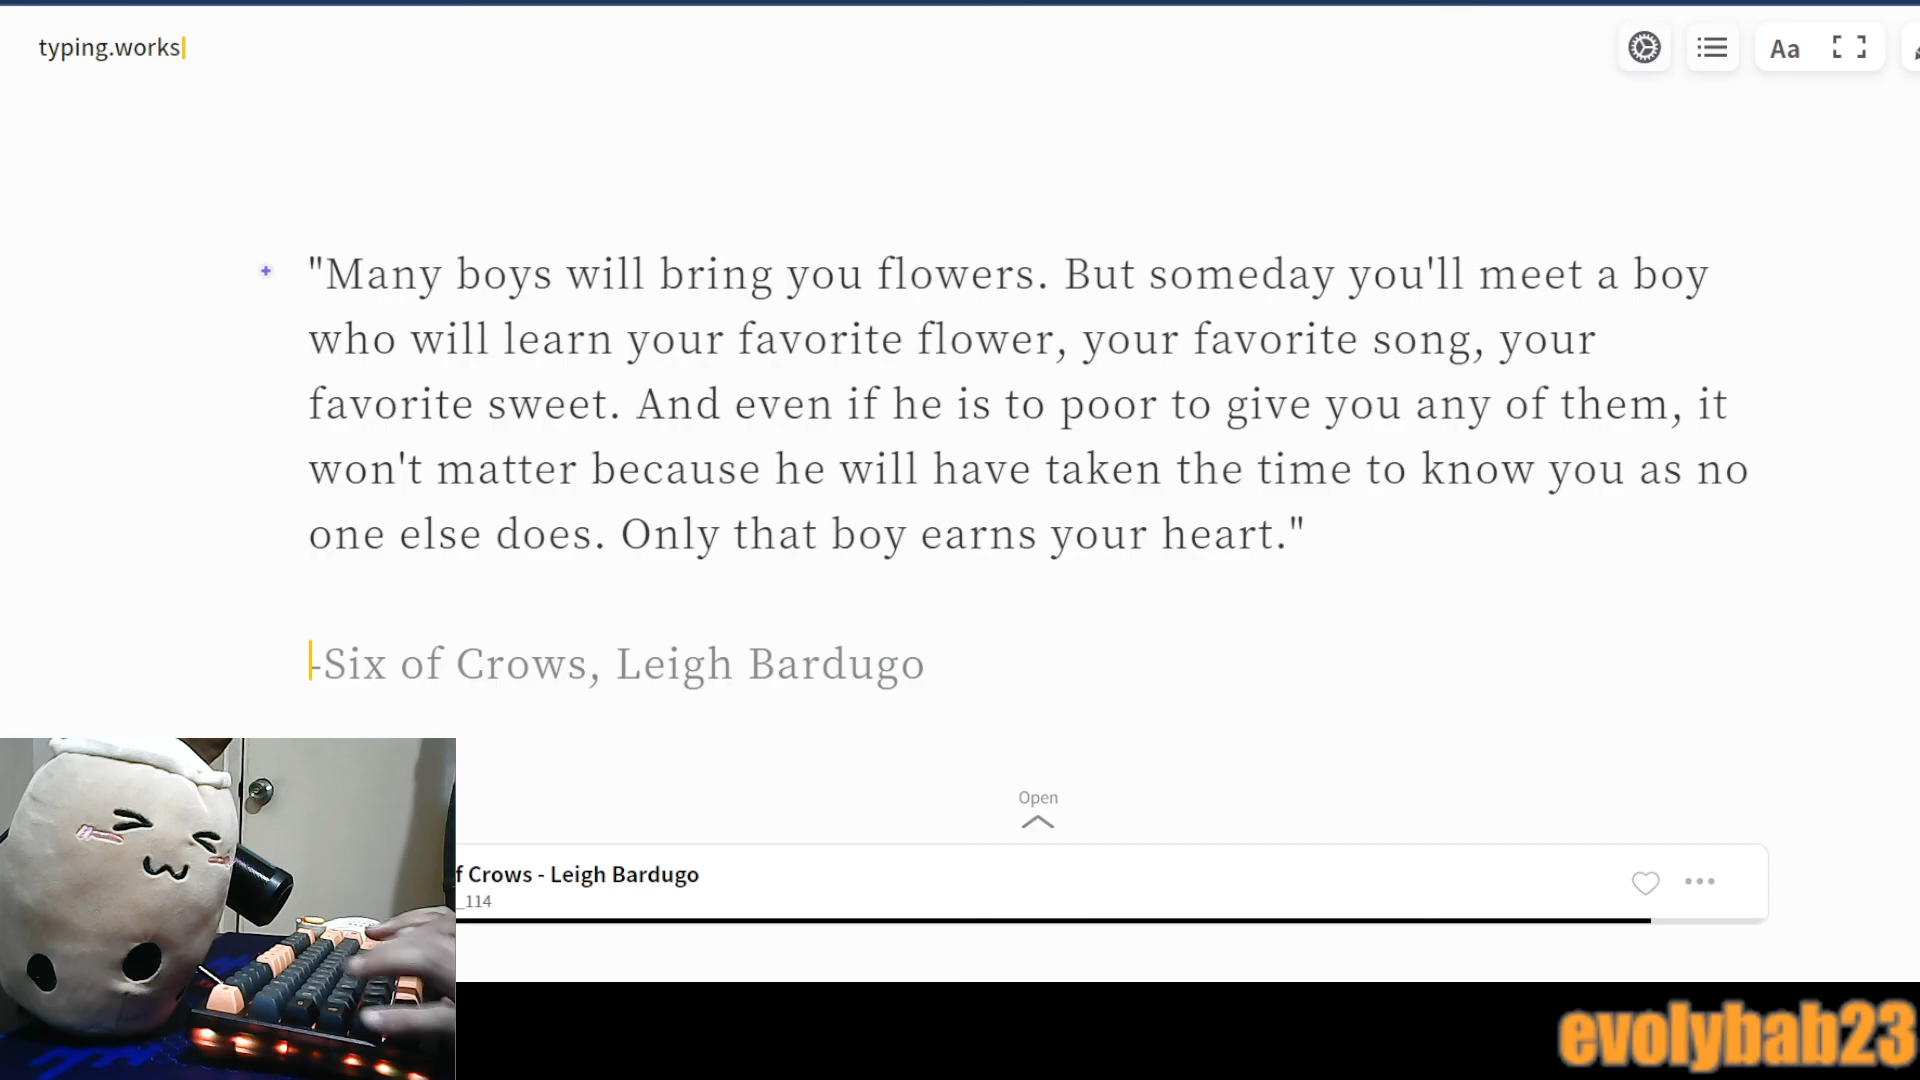 typing.works
Aa
"Many boys will bring you flowers. But someday you'll meet a boy
who will learn your favorite flower, your favorite song, your
favorite sweet. And even if he is to poor to give you any of them, it
won't matter because he will have taken the time to know you as no
one else does. Only that boy earns your heart."
-Six of Crows, Leigh Bardugo
Open
f Crows - Leigh Bardugo
_114
evolybab23